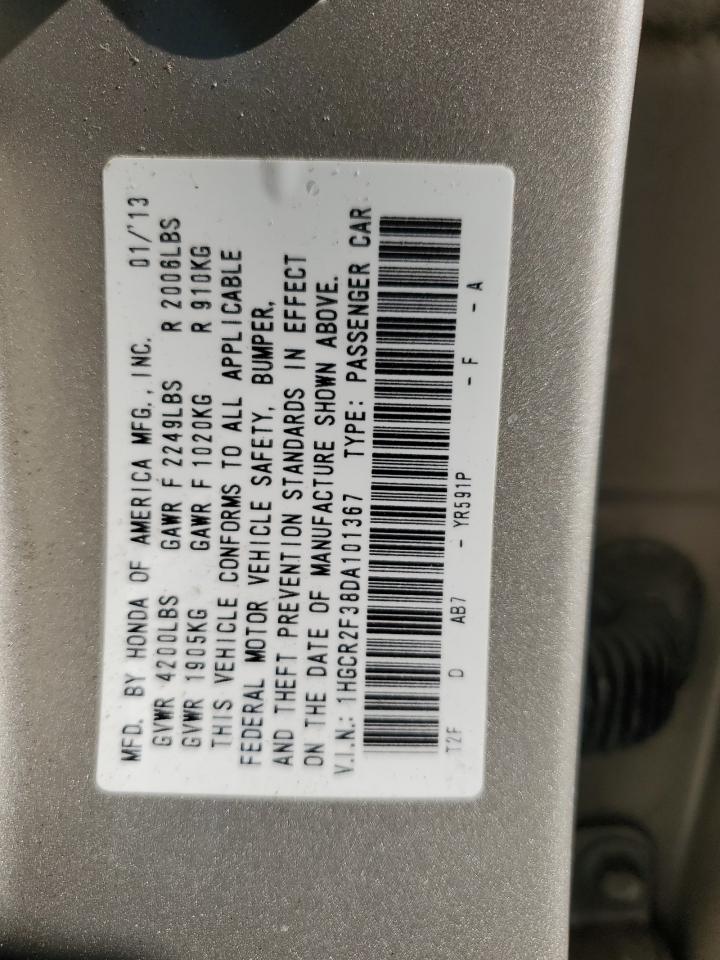 MFD. BY HONDA OF AMERICA MFG., INC. 01/'13
GVWR 4200LBS GAWR F 2249LBS R 2006LBS
GVWR 1905KG GAWR F 1020KG R 910KG
THIS VEHICLE CONFORMS TO ALL APPLICABLE
FEDERAL MOTOR VEHICLE SAFETY, BUMPER,
AND THEFT PREVENTION STANDARDS IN EFFECT
ON THE DATE OF MANUFACTURE SHOWN ABOVE.
V.I.N.: 1HGCR2F38DA101367 TYPE: PASSENGER CAR
T2F D AB7 - YR591P - F - A